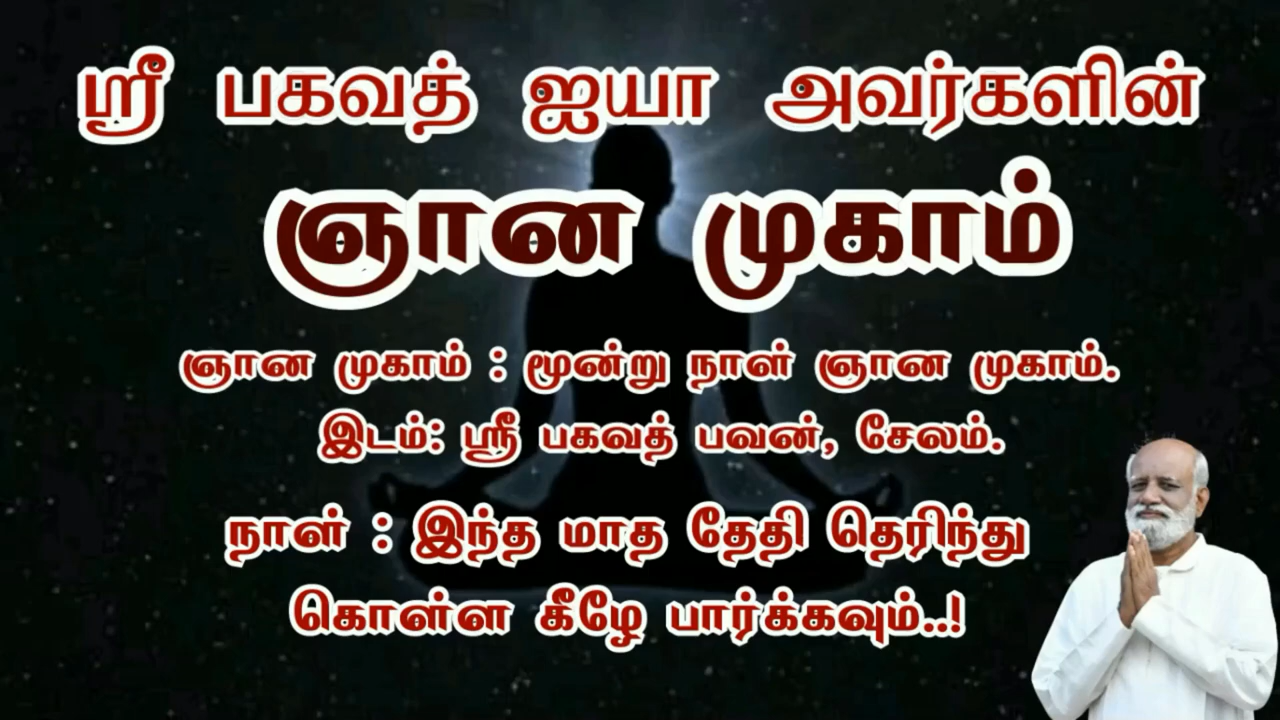 ஸ்ரீ பகவத் ஐயா அவர்களின்
ஞான முகாம்
ஞான முகாம் : மூன்று நாள் ஞான முகாம்.
இடம்: ஸ்ரீ பகவத் பவன், சேலம்.
நாள் : இந்த மாத தேதி தெரிந்து
கொள்ள கீழே பார்க்கவும்..!